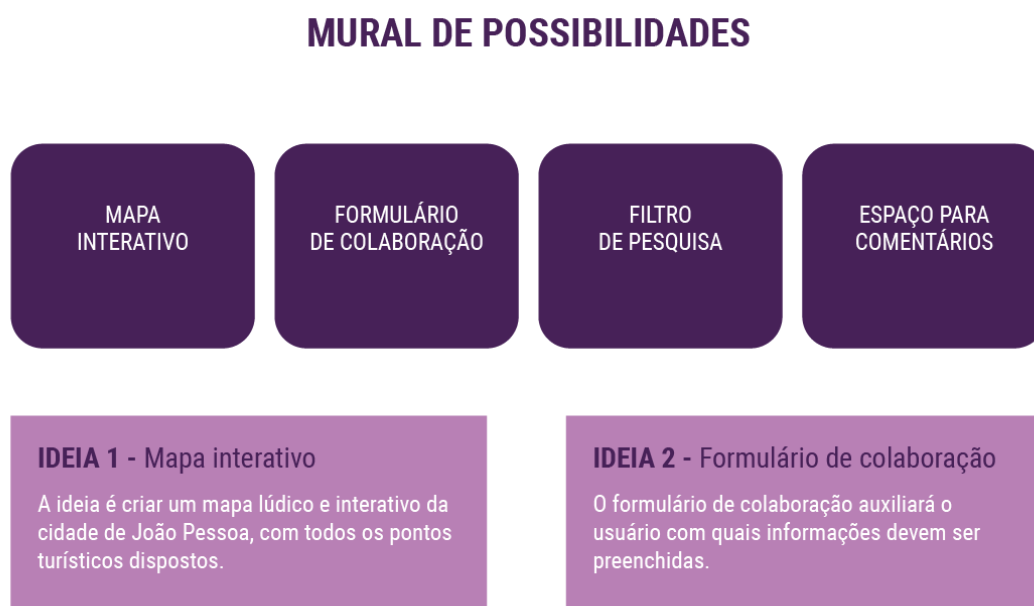 MURAL DE POSSIBILIDADES
MAPA
INTERATIVO
FORMULÁRIO
DE COLABORAÇÃO
FILTRO
DE PESQUISA
ESPAÇO PARA
COMENTÁRIOS
IDEIA 1 - Mapa interativo
A ideia é criar um mapa lúdico e interativo da
cidade de João Pessoa, com todos os pontos
turísticos dispostos.
IDEIA 2 - Formulário de colaboração
O formulário de colaboração auxiliará o
usuário com quais informações devem ser
preenchidas.